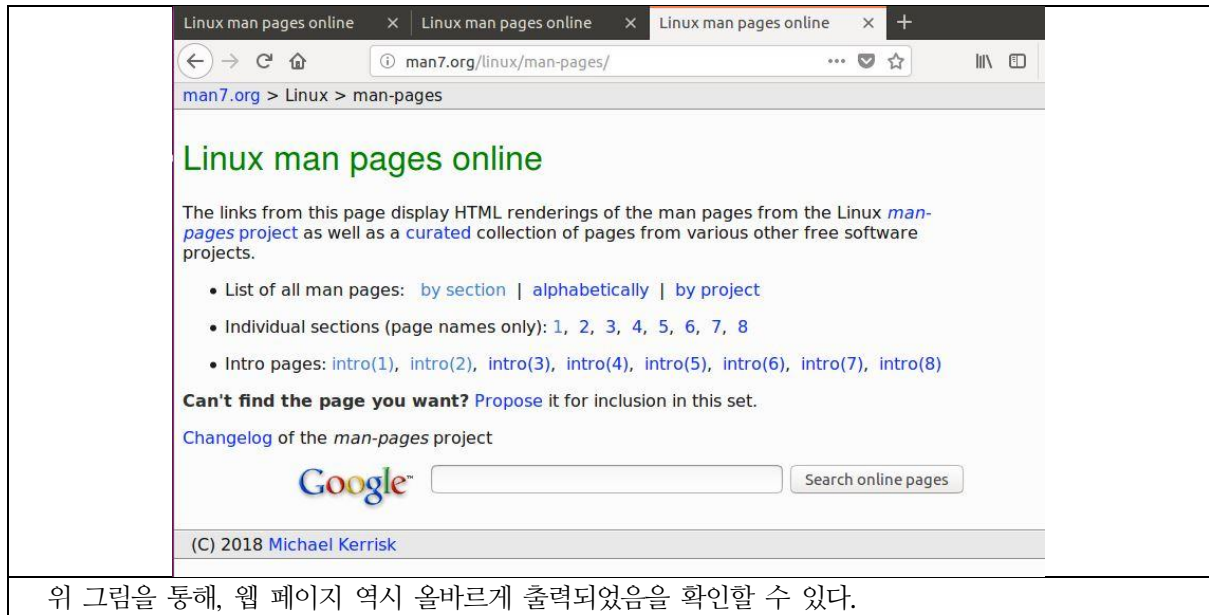 Linux man pages online × Linux man pages online × Linux man pages online × +
man7.org/linux/man-pages/
man7.org > Linux > man-pages
Linux man pages online
The links from this page display HTML renderings of the man pages from the Linux man-
pages project as well as a curated collection of pages from various other free software
projects.
• List of all man pages: by section | alphabetically | by project
• Individual sections (page names only): 1, 2, 3, 4, 5, 6, 7, 8
• Intro pages: intro(1), intro(2), intro(3), intro(4), intro(5), intro(6), intro(7), intro(8)
Can't find the page you want? Propose it for inclusion in this set.
Changelog of the man-pages project
Google™ Search online pages
(C) 2018 Michael Kerrisk
위 그림을 통해, 웹 페이지 역시 올바르게 출력되었음을 확인할 수 있다.